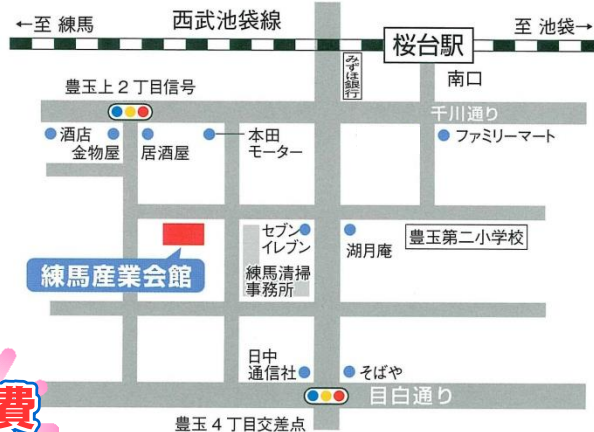 ←至 練馬
西武池袋線
桜台駅
至 池袋→
みずほ銀行
南口
豊玉上2丁目信号
千川通り
酒店
金物屋
居酒屋
本田
モーター
ファミリーマート
セブン
イレブン
湖月庵
豊玉第二小学校
練馬産業会館
練馬清掃
事務所
日中
通信社
そばや
目白通り
豊玉4丁目交差点
費